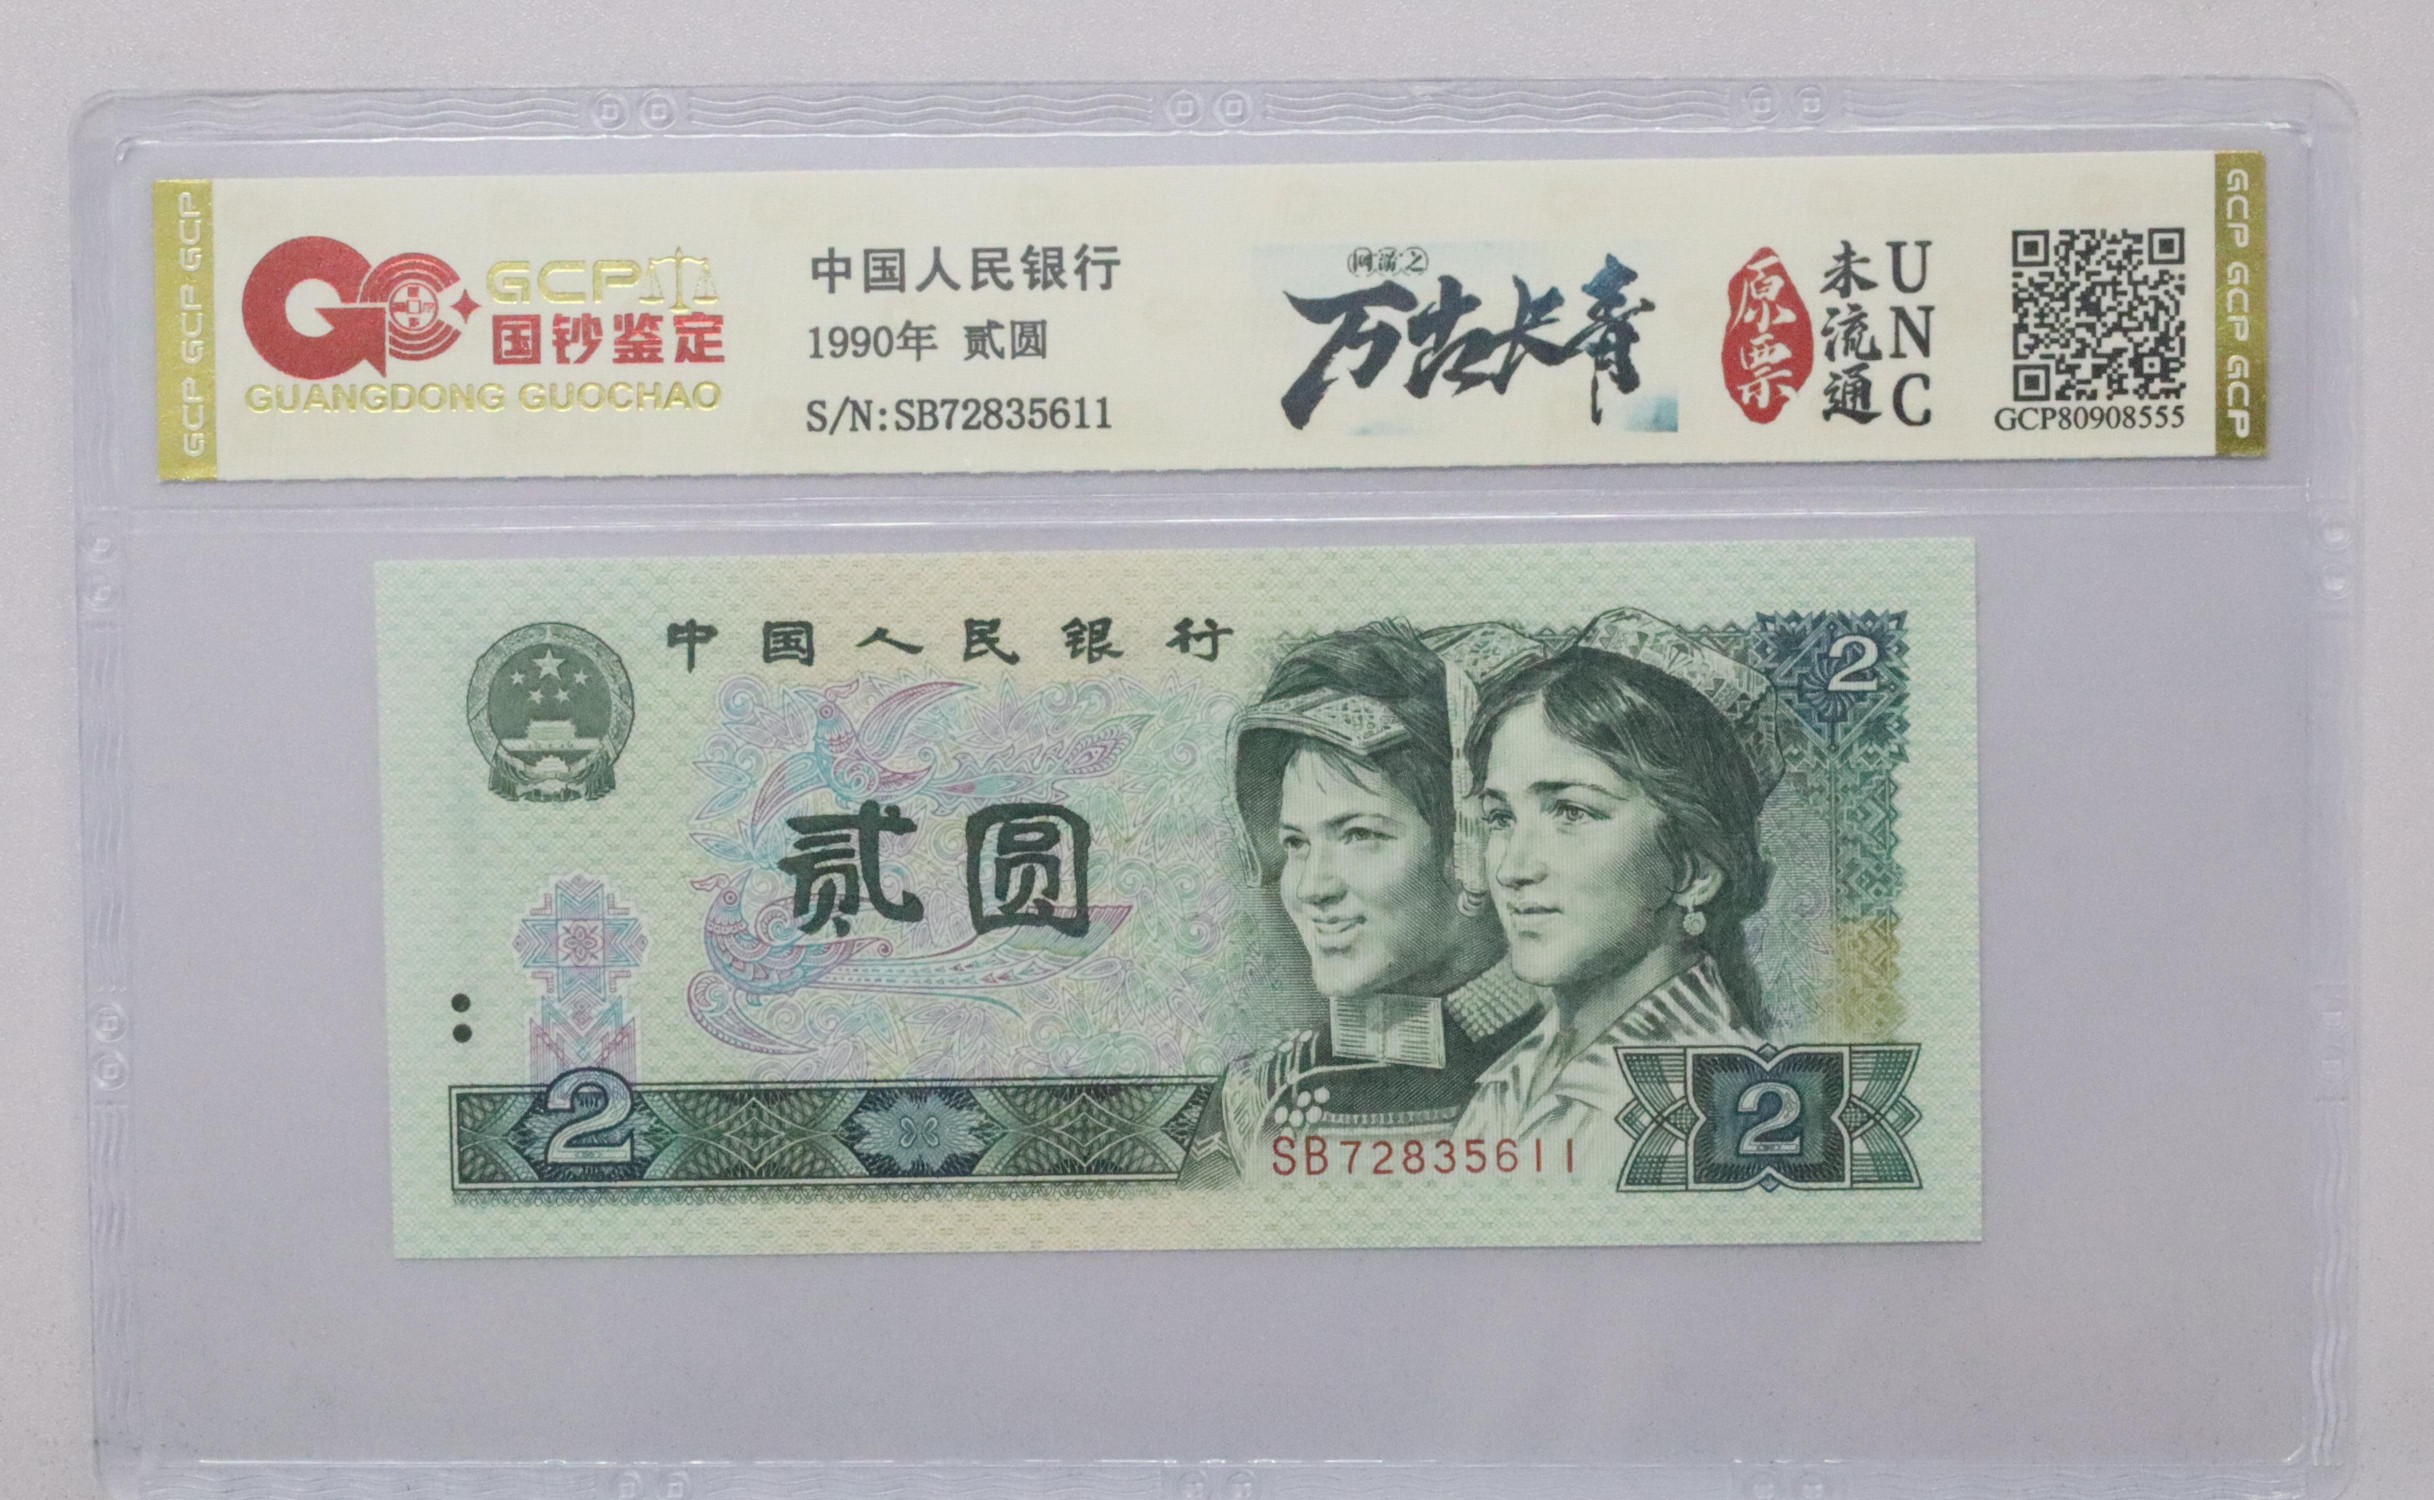 GCP GCP GCP
GCP
国钞鉴定
GUANGDONG GUOCHAO
中国人民银行
1990年 贰圆
S/N:SB72835611
万古长青
原票
未流通
UNC
GCP80908555
GCP GCP GCP
中国人民银行
2
贰圆
2
SB72835611
2